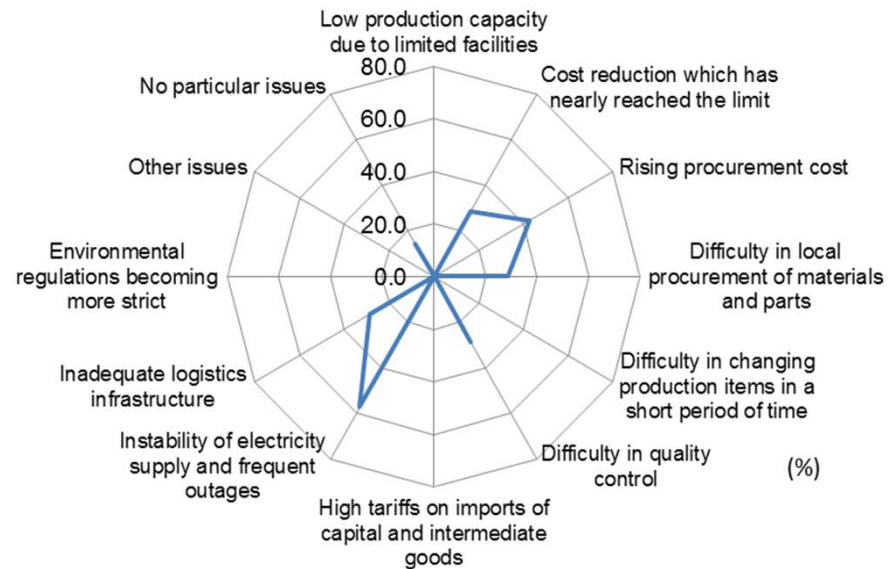 Low production capacity
due to limited facilities
80.0
60.0
40.0
20.0
0.0
Cost reduction which has
nearly reached the limit
Rising procurement cost
Difficulty in local
procurement of materials
and parts
Difficulty in changing
production items in a
short period of time
Difficulty in quality
control
(%)
High tariffs on imports of
capital and intermediate
goods
Instability of electricity
supply and frequent
outages
Inadequate logistics
infrastructure
Environmental
regulations becoming
more strict
Other issues
No particular issues